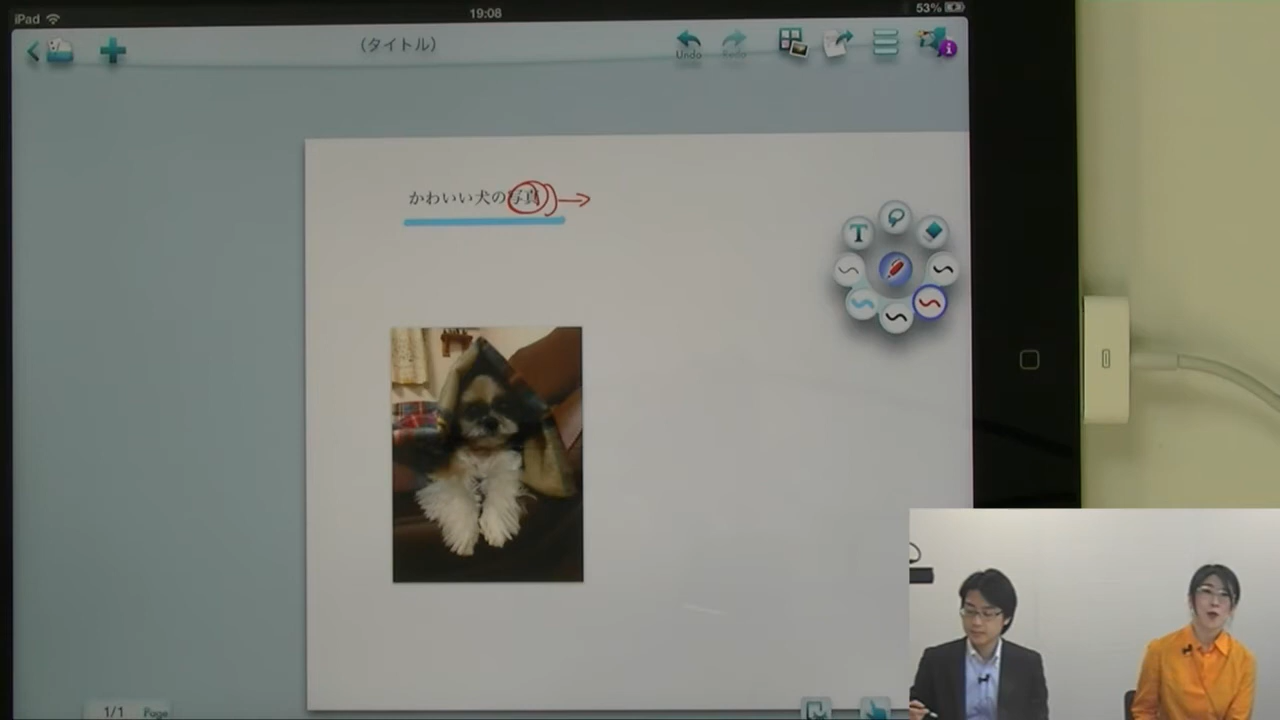 iPad 19:08 53%
(タイトル) Undo Redo
かわいい犬の写真
T
1/1 Page